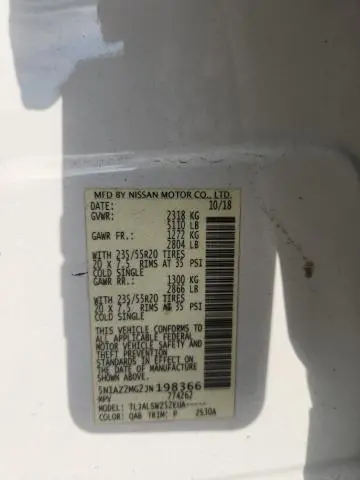 MFD BY NISSAN MOTOR CO., LTD.
DATE: 10/18
GVWR: 2318 KG
5110 LB
GAWR FR.: 1272 KG
2804 LB
WITH 235/55R20 TIRES
20 x 7.5 RIMS AT 35 PSI
COLD SINGLE
GAWR RR.: 1300 KG
2866 LB
WITH 235/55R20 TIRES
20 x 7.5 RIMS AT 35 PSI
COLD SINGLE
THIS VEHICLE CONFORMS TO ALL
APPLICABLE FEDERAL MOTOR
VEHICLE SAFETY AND THEFT
STANDARDS IN EFFECT ON
THE DATE OF MANUFACTURE
SHOWN ABOVE.
5N1AZ2MG2JN198366
MPV 774262
MODEL:
COLOR: QAB TRIM: P 2530A